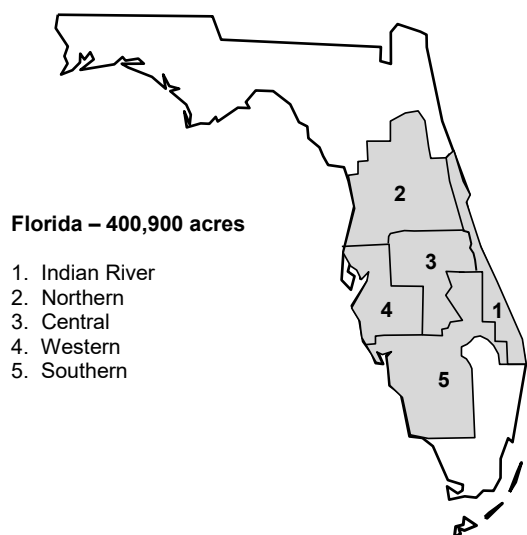 Florida – 400,900 acres
1. Indian River
2. Northern
3. Central
4. Western
5. Southern
2
3
4
1
5